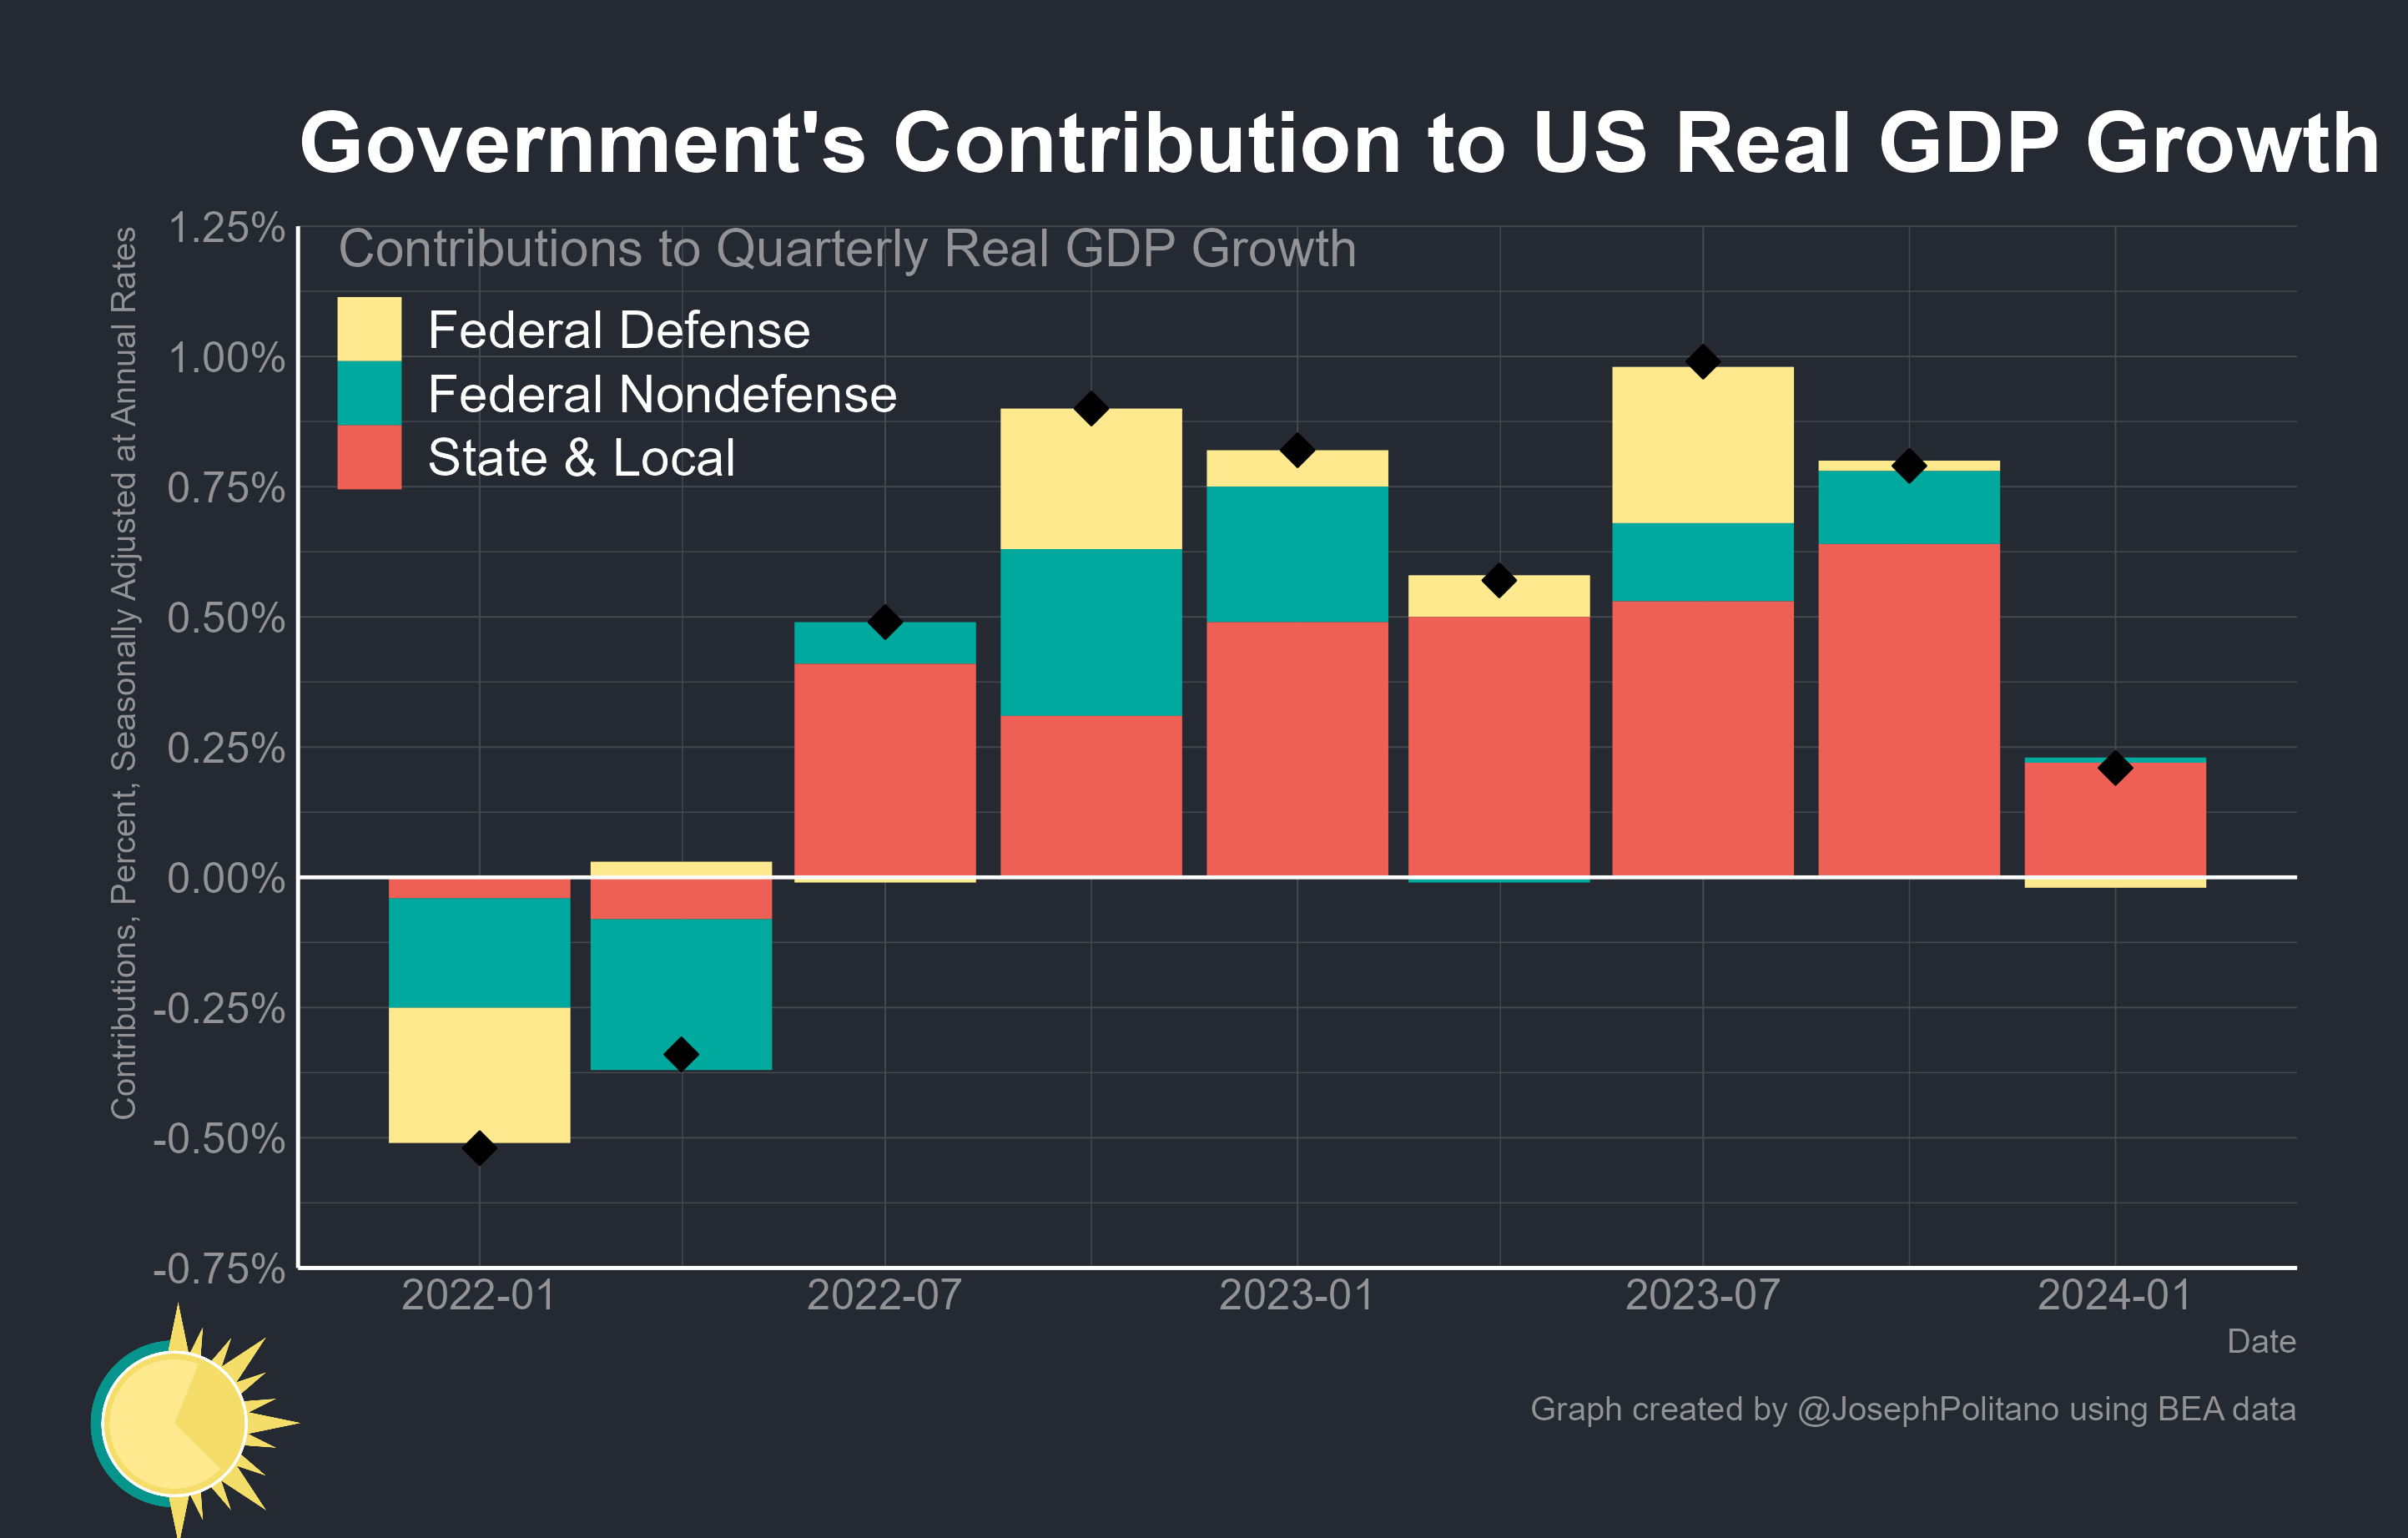 Government's Contribution to US Real GDP Growth
Contributions to Quarterly Real GDP Growth
Federal Defense
Federal Nondefense
State & Local
Contributions, Percent, Seasonally Adjusted at Annual Rates
1.25%
1.00%
0.75%
0.50%
0.25%
0.00%
-0.25%
-0.50%
-0.75%
2022-01
2022-07
2023-01
2023-07
2024-01
Date
Graph created by @JosephPolitano using BEA data